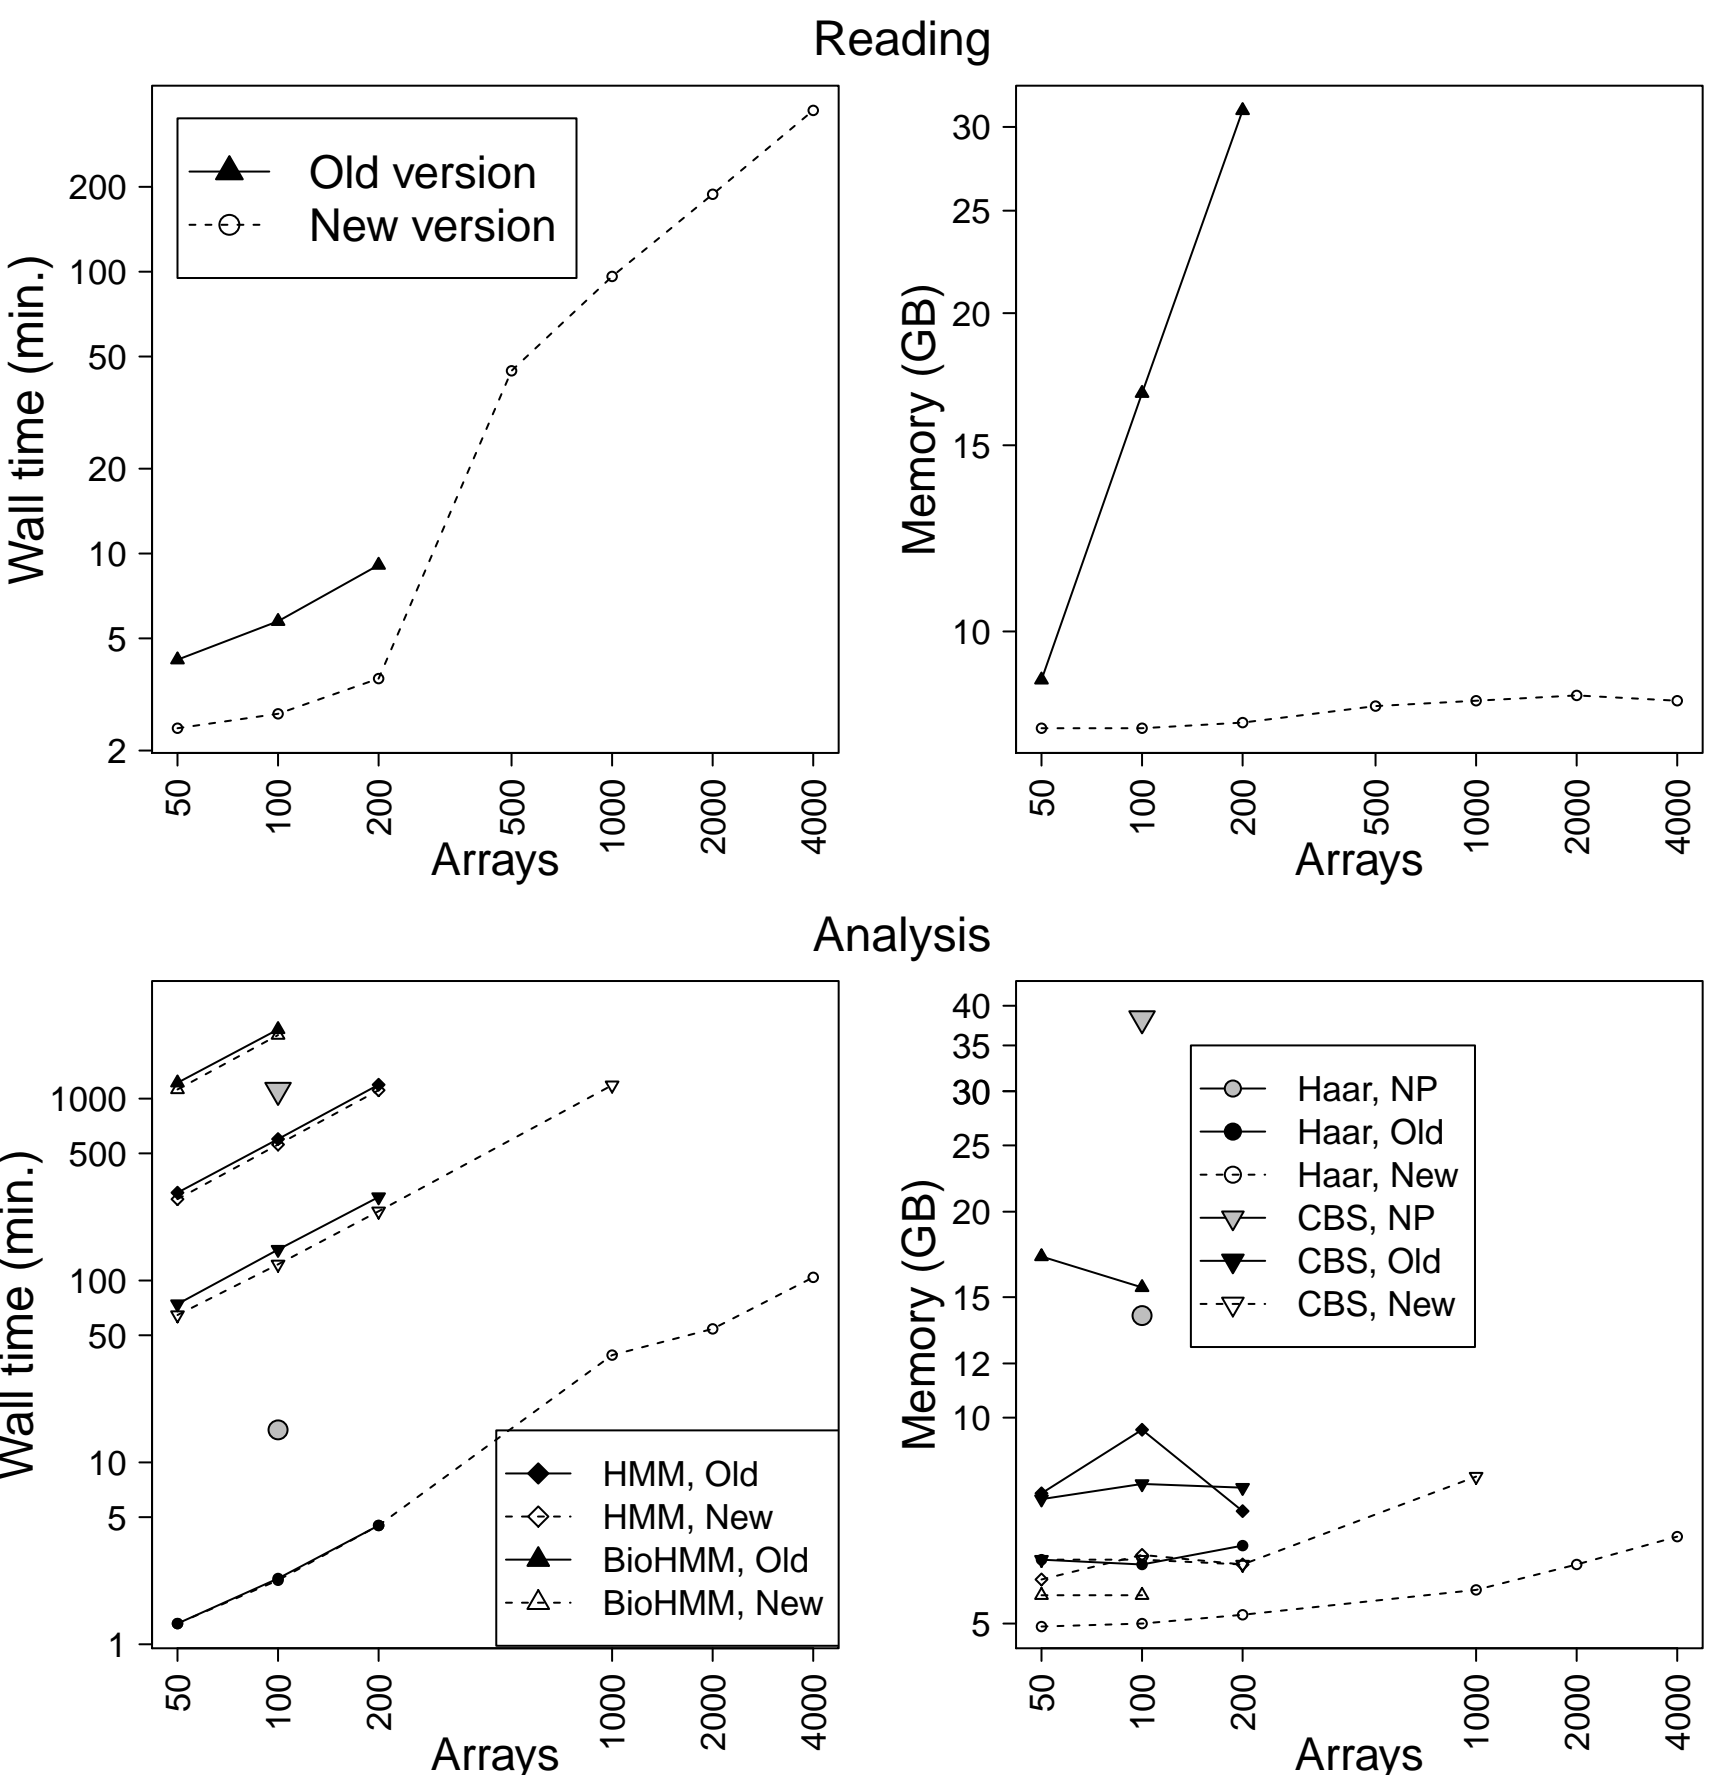 Reading
Wall time (min.)
200
100
50
20
10
5
2
Old version
New version
50
100
200
500
1000
2000
4000
Arrays
Memory (GB)
30
25
20
15
10
50
100
200
500
1000
2000
4000
Arrays
Analysis
Wall time (min.)
1000
500
100
50
10
5
1
HMM, Old
HMM, New
BioHMM, Old
BioHMM, New
50
100
200
1000
2000
4000
Arrays
Memory (GB)
40
35
30
25
20
15
12
10
5
Haar, NP
Haar, Old
Haar, New
CBS, NP
CBS, Old
CBS, New
50
100
200
1000
2000
4000
Arrays